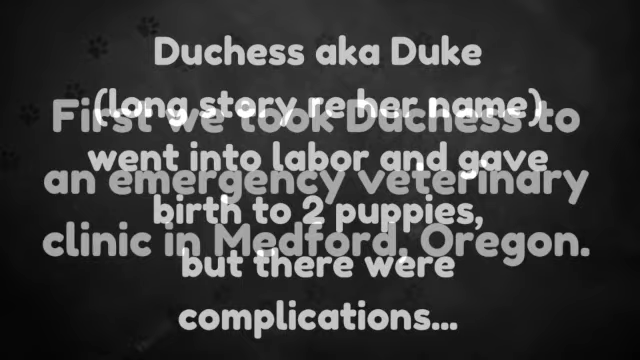 Duchess aka Duke
(long story re her name)
went into labor and gave
birth to 2 puppies,
but there were
complications...
First we took Duchess to
an emergency veterinary
clinic in Medford, Oregon.